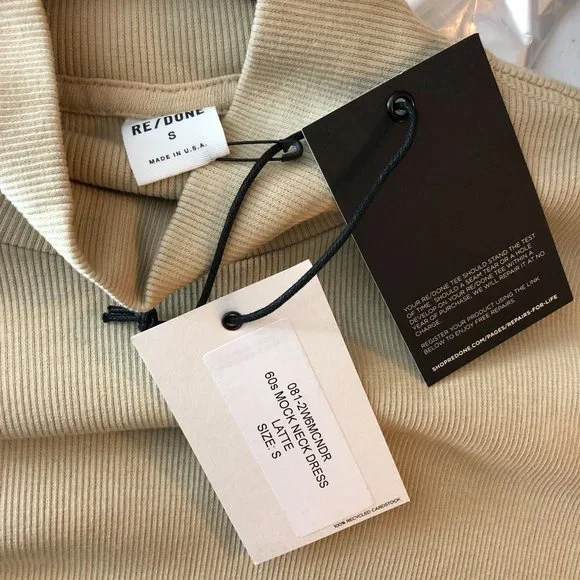 RE/DONE
S
MADE IN U.S.A.
YOUR RE/DONE TEE SHOULD STAND THE TEST
OF TIME. SHOULD A SEAM TEAR OR A HOLE
DEVELOP ON YOUR RE/DONE TEE WITHIN A
YEAR OF PURCHASE, WE WILL REPAIR IT AT NO
CHARGE.
REGISTER YOUR PRODUCT USING THE LINK
BELOW TO ENJOY FREE REPAIRS.
SHOPREDONE.COM/PAGES/REPAIRS-FOR-LIFE
081-2W6MCNDR
60s MOCK NECK DRESS
LATTE
SIZE: S
100% RECYCLED CARDSTOCK